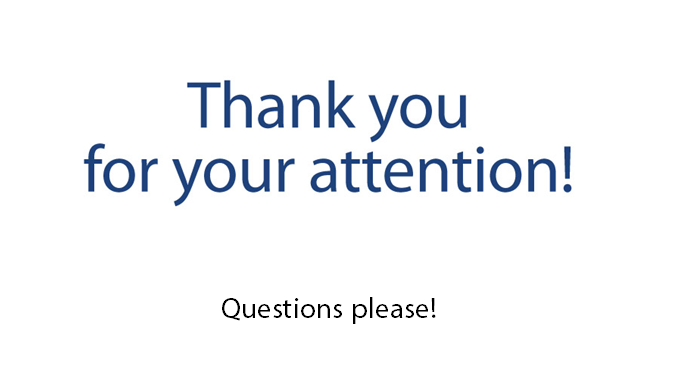 Thank you
for your attention!
Questions please!